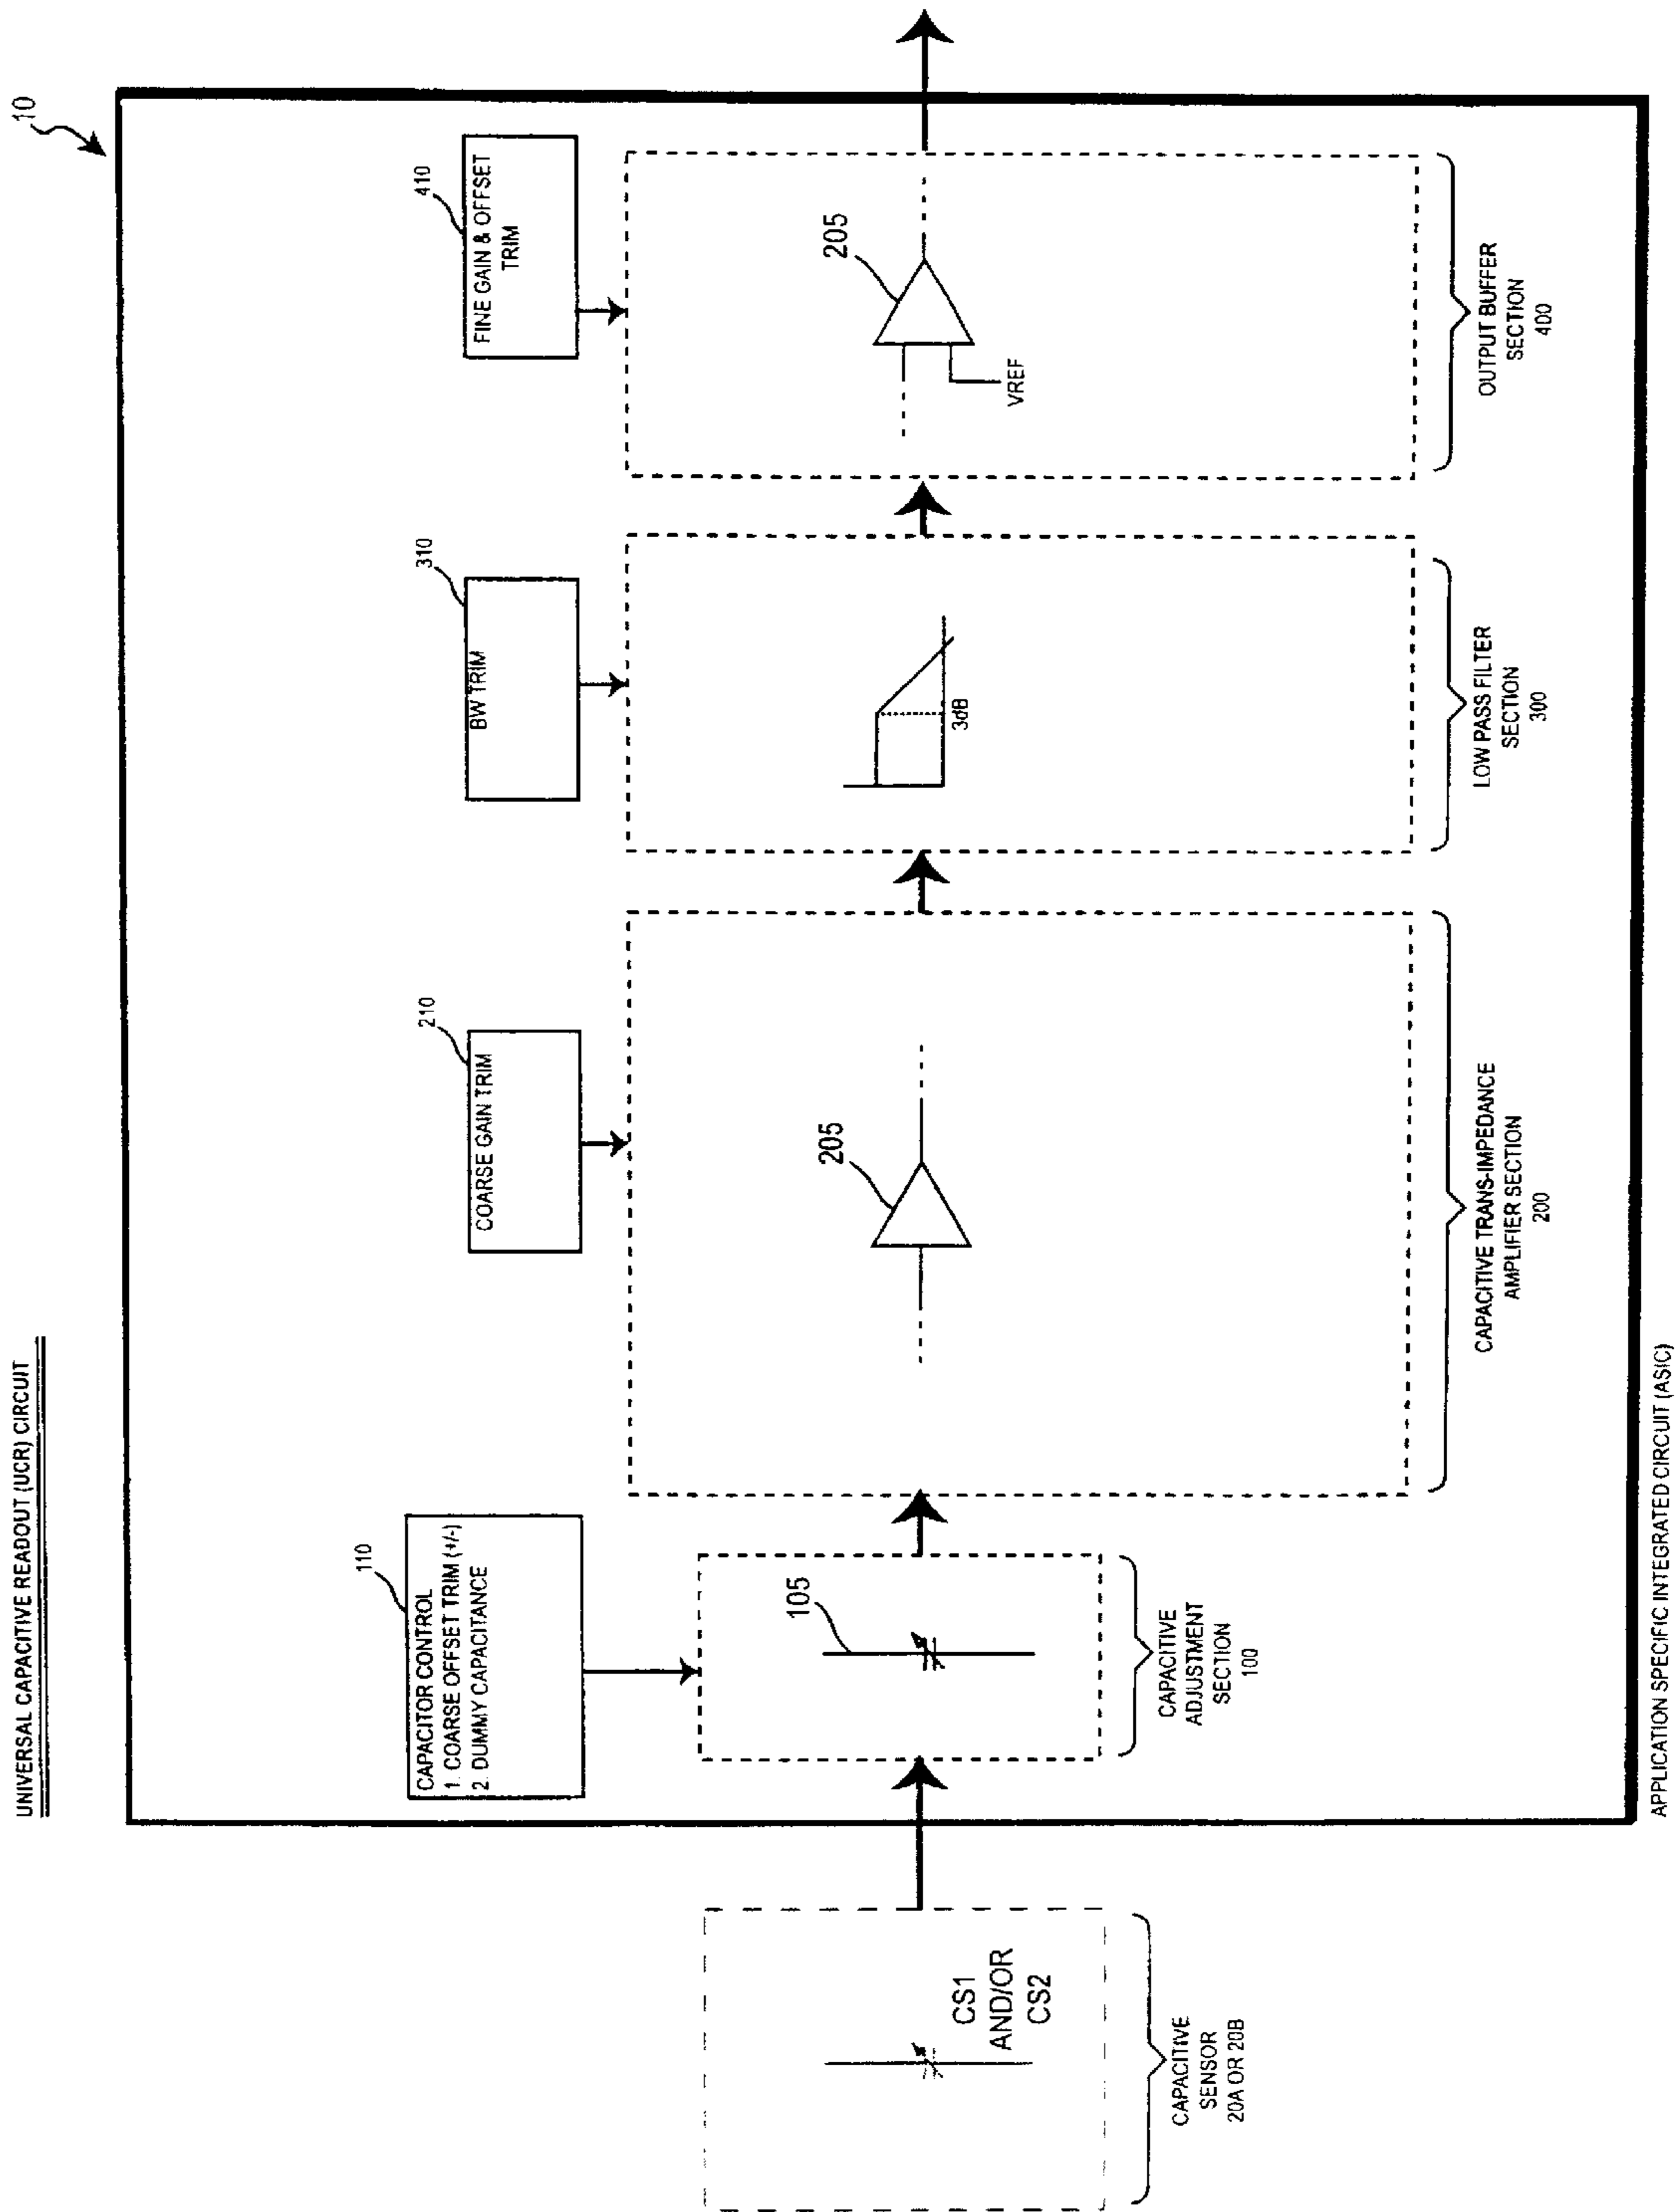 UNIVERSAL CAPACITIVE READOUT (UCR) CIRCUIT
10
110
CAPACITOR CONTROL
1. COARSE OFFSET TRIM (+/-)
2. DUMMY CAPACITANCE
210
COARSE GAIN TRIM
310
BW TRIM
410
FINE GAIN & OFFSET
TRIM
CS1
AND/OR
CS2
105
205
3dB
205
VREF
CAPACITIVE
SENSOR
20A OR 20B
CAPACITIVE
ADJUSTMENT
SECTION
100
CAPACITIVE TRANS-IMPEDANCE
AMPLIFIER SECTION
200
LOW PASS FILTER
SECTION
300
OUTPUT BUFFER
SECTION
400
APPLICATION SPECIFIC INTEGRATED CIRCUIT (ASIC)